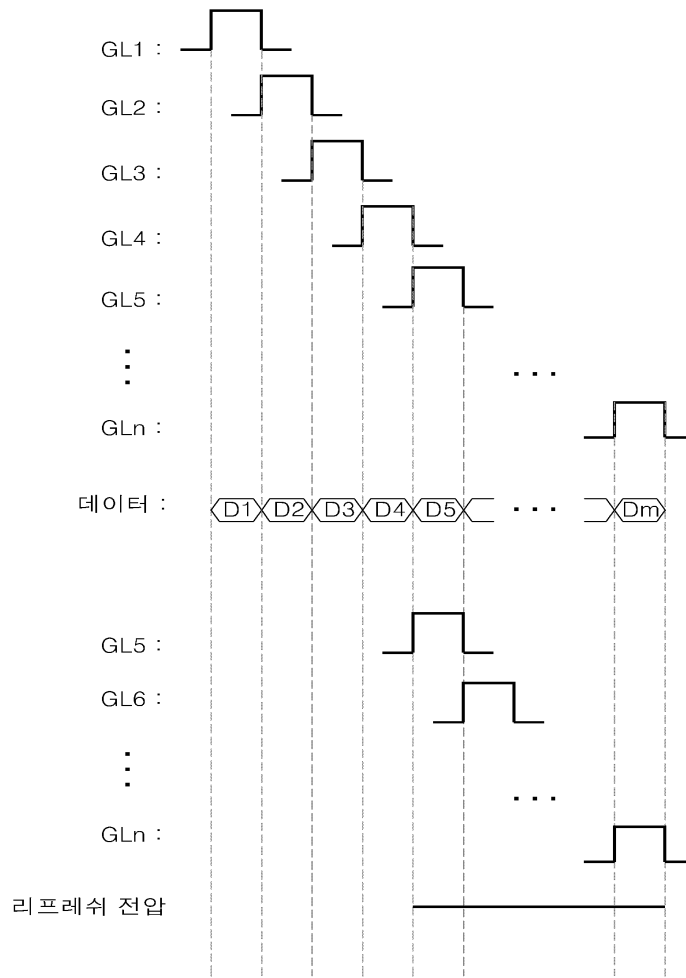 GL1 :
GL2 :
GL3 :
GL4 :
GL5 :
⋮
. . .
GLn :
데이터 : D1 D2 D3 D4 D5 . . . Dm
GL5 :
GL6 :
⋮
. . .
GLn :
리프레쉬 전압